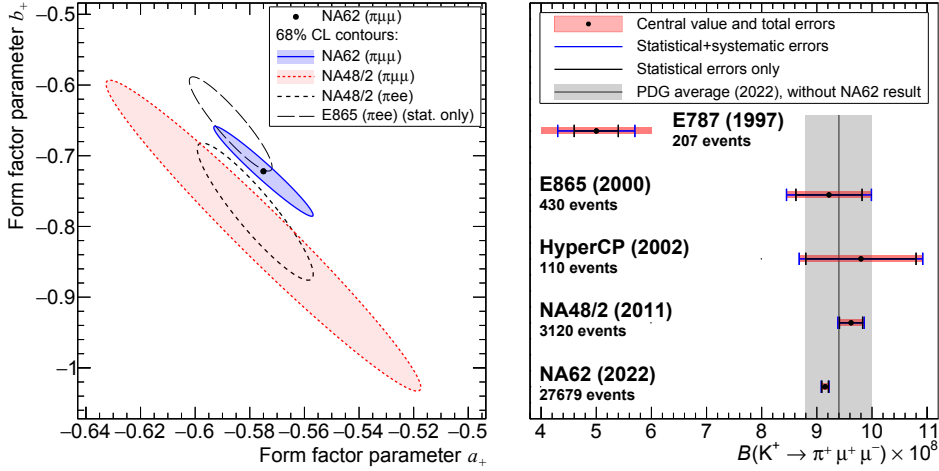 Form factor parameter b₊
−0.5
−0.6
−0.7
−0.8
−0.9
−1
NA62 (πμμ)
68% CL contours:
NA62 (πμμ)
NA48/2 (πμμ)
NA48/2 (πee)
E865 (πee) (stat. only)
−0.64 −0.62 −0.6 −0.58 −0.56 −0.54 −0.52 −0.5
Form factor parameter a₊
Central value and total errors
Statistical+systematic errors
Statistical errors only
PDG average (2022), without NA62 result
E787 (1997)
207 events
E865 (2000)
430 events
HyperCP (2002)
110 events
NA48/2 (2011)
3120 events
NA62 (2022)
27679 events
4 5 6 7 8 9 10 11
B(K⁺ → π⁺ μ⁺ μ⁻) × 10⁸